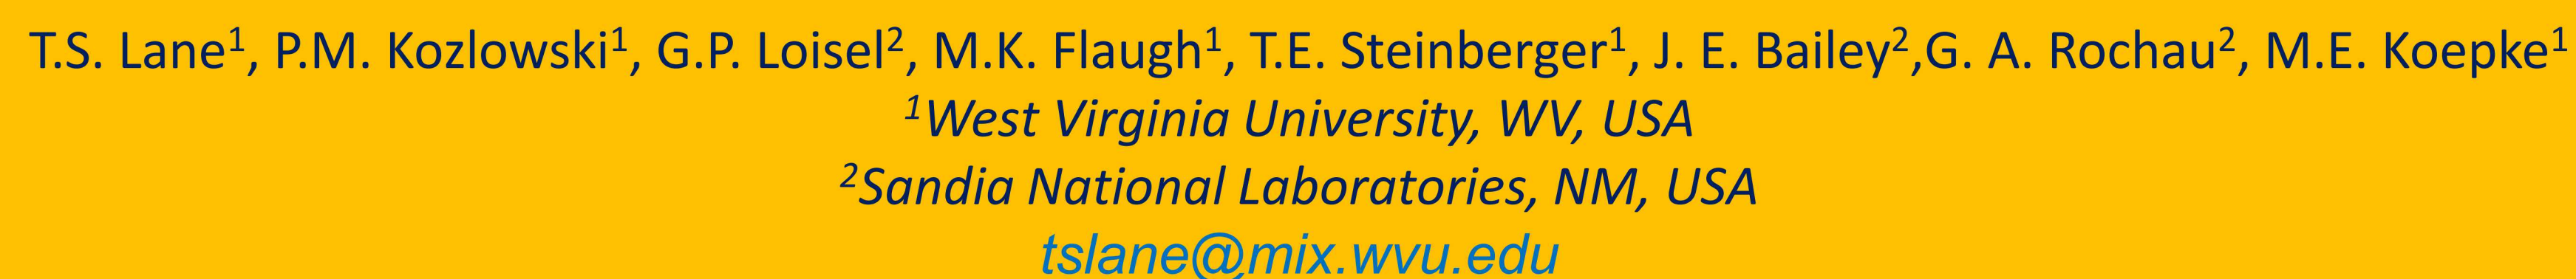 T.S. Lane¹, P.M. Kozlowski¹, G.P. Loisel², M.K. Flaugh¹, T.E. Steinberger¹, J. E. Bailey²,G. A. Rochau², M.E. Koepke¹
¹West Virginia University, WV, USA
²Sandia National Laboratories, NM, USA
tslane@mix.wvu.edu